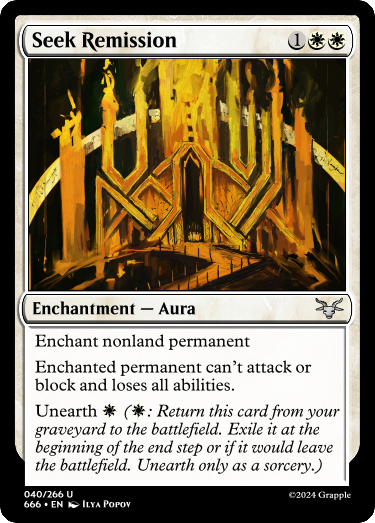 Seek Remission 1
Enchantment — Aura
Enchant nonland permanent
Enchanted permanent can't attack or
block and loses all abilities.
Unearth (: Return this card from your
graveyard to the battlefield. Exile it at the
beginning of the end step or if it would leave
the battlefield. Unearth only as a sorcery.)
040/266 U
666 • EN Ilya Popov
©2024 Grapple